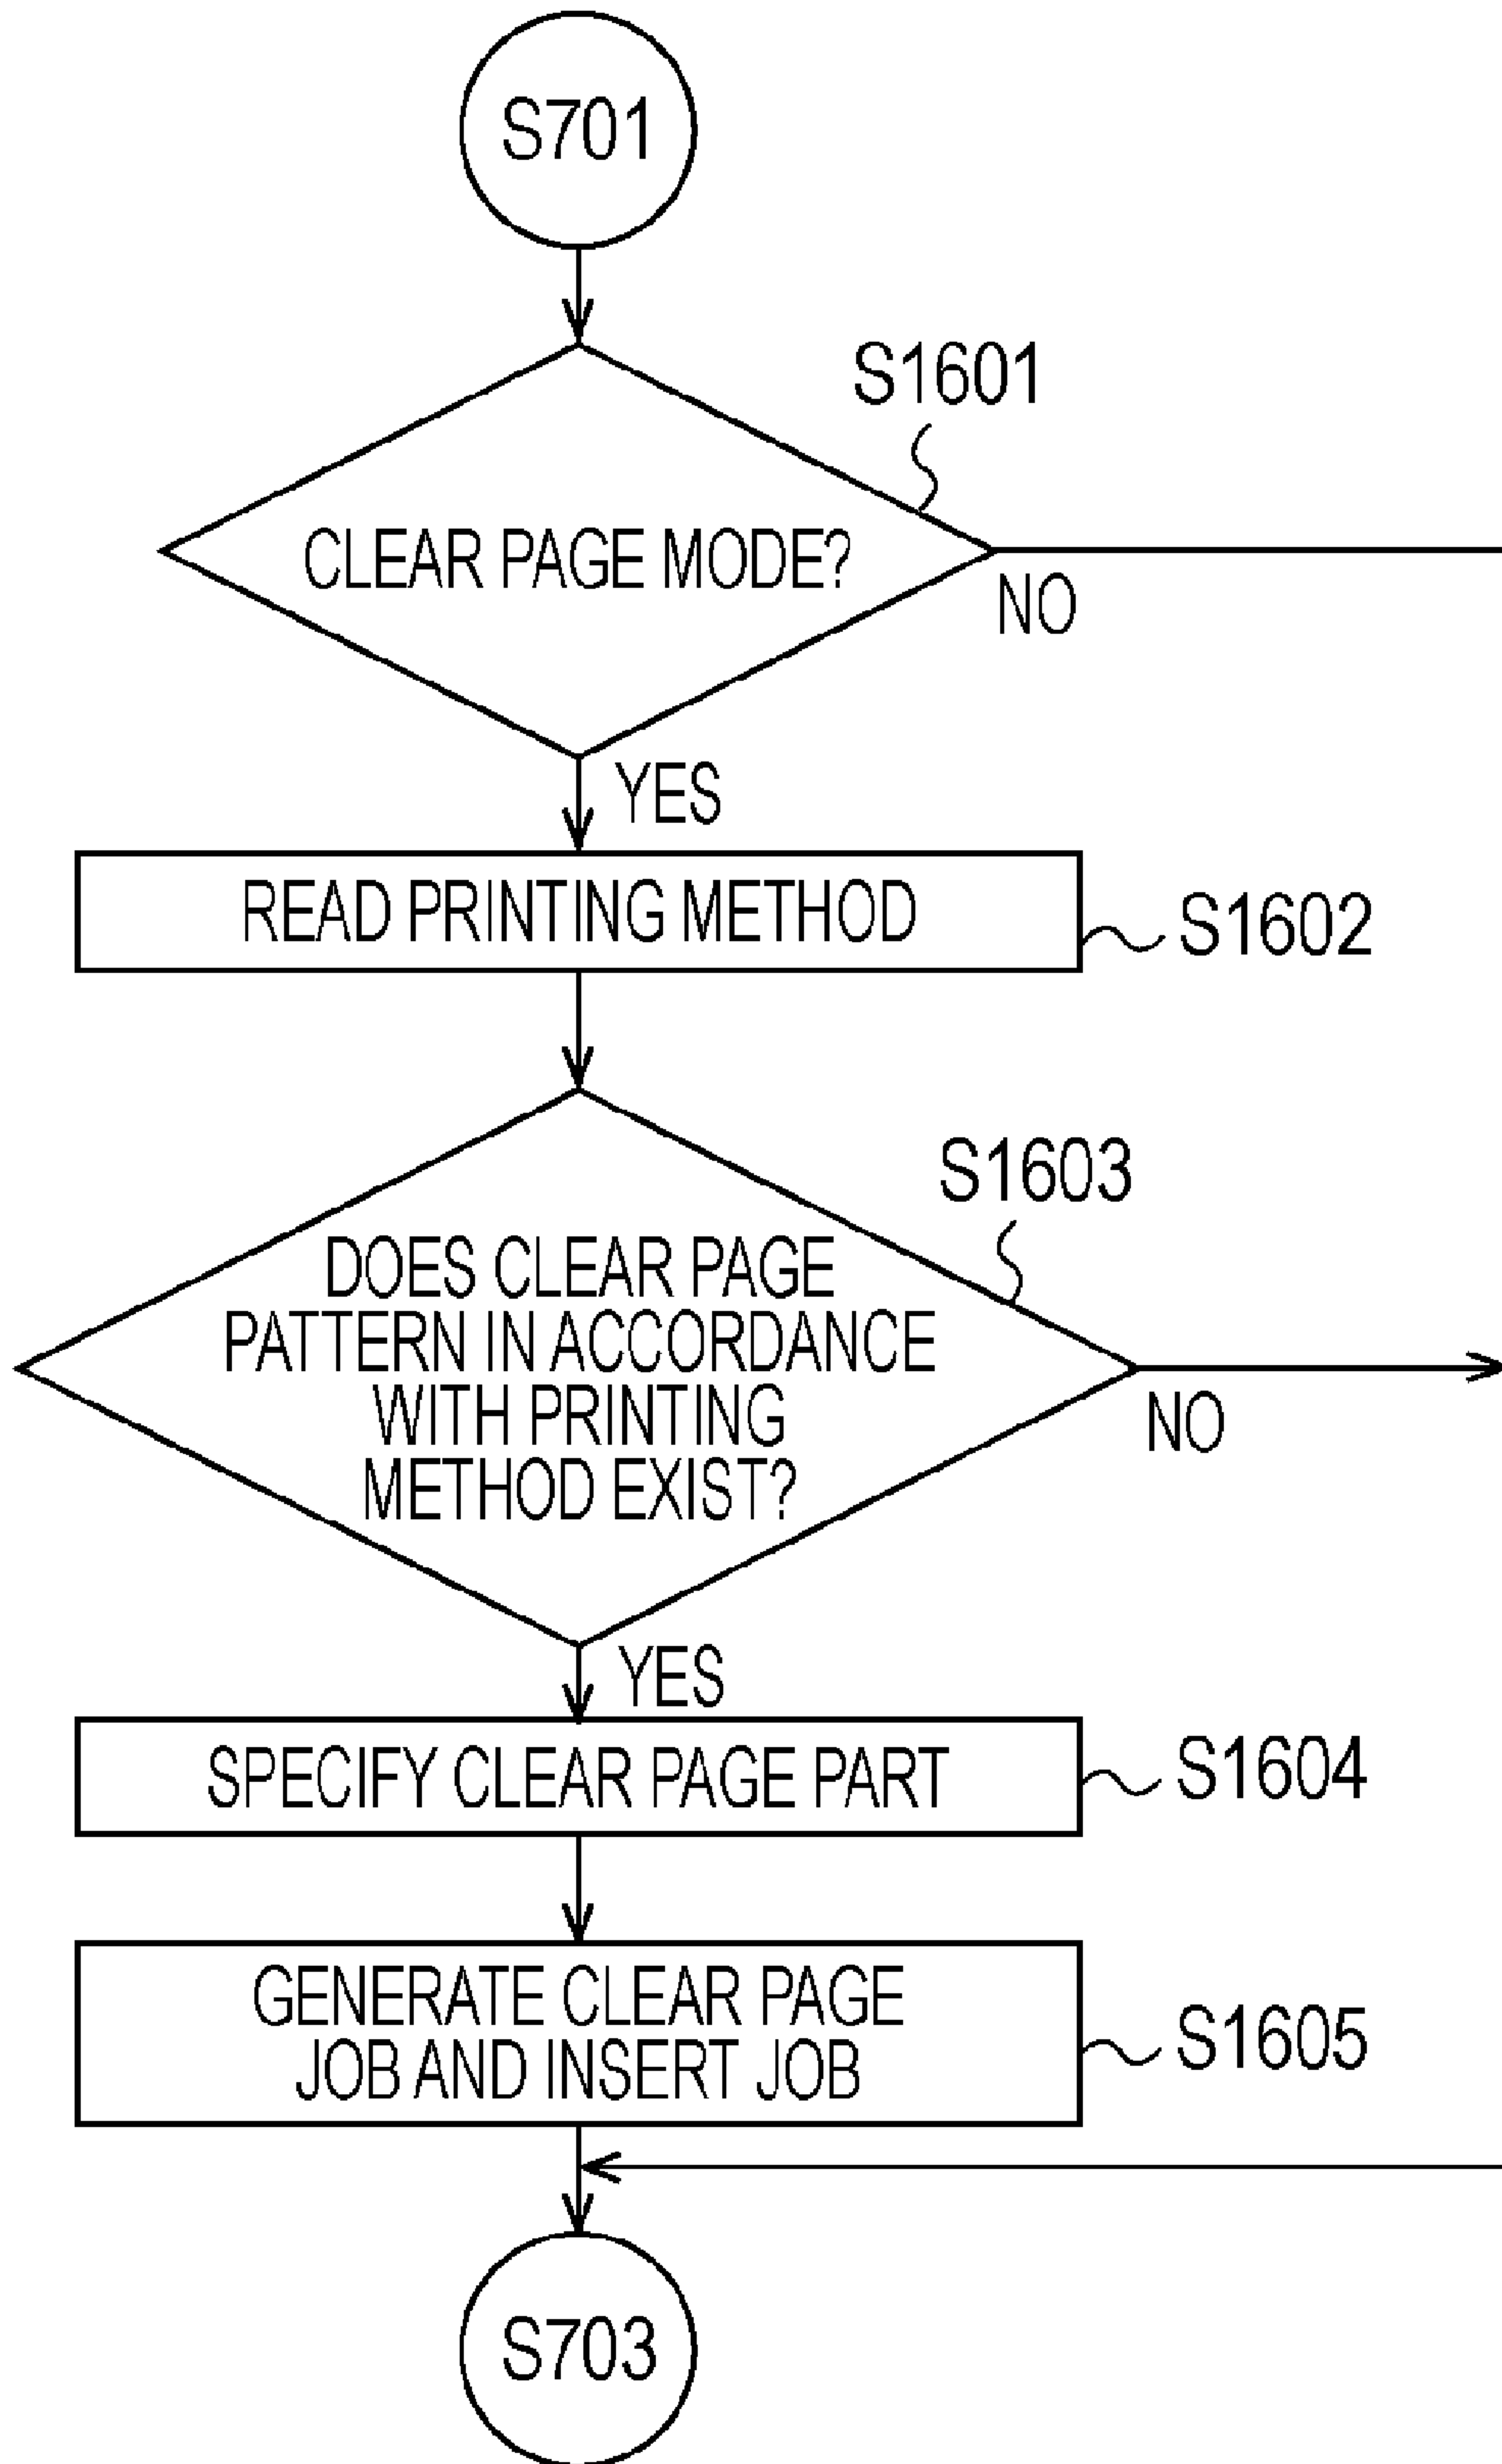 S701
S1601
CLEAR PAGE MODE?
NO
YES
READ PRINTING METHOD
S1602
S1603
DOES CLEAR PAGE
PATTERN IN ACCORDANCE
WITH PRINTING
METHOD EXIST?
NO
YES
SPECIFY CLEAR PAGE PART
S1604
GENERATE CLEAR PAGE
JOB AND INSERT JOB
S1605
S703